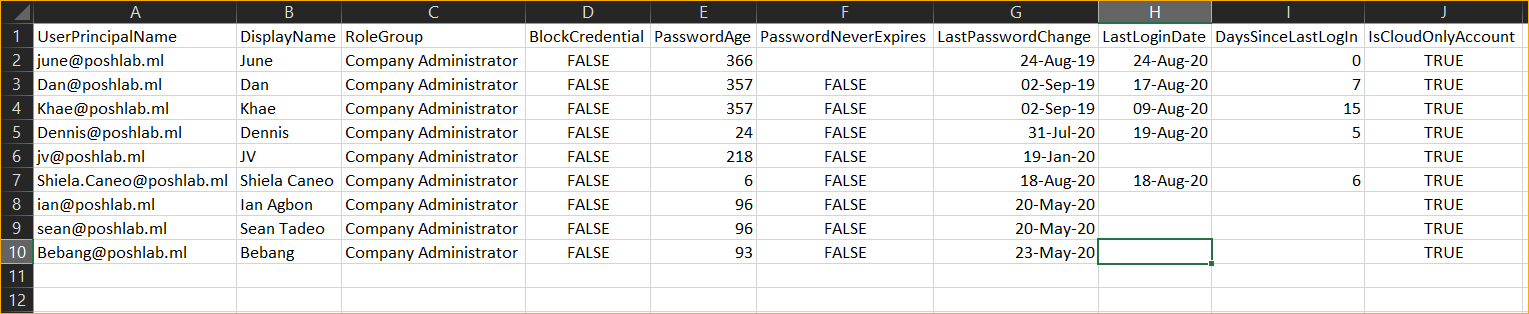 A B C D E F G H I J
1 UserPrincipalName DisplayName RoleGroup BlockCredential PasswordAge PasswordNeverExpires LastPasswordChange LastLoginDate DaysSinceLastLogIn IsCloudOnlyAccount
2 june@poshlab.ml June Company Administrator FALSE 366 24-Aug-19 24-Aug-20 0 TRUE
3 Dan@poshlab.ml Dan Company Administrator FALSE 357 FALSE 02-Sep-19 17-Aug-20 7 TRUE
4 Khae@poshlab.ml Khae Company Administrator FALSE 357 FALSE 02-Sep-19 09-Aug-20 15 TRUE
5 Dennis@poshlab.ml Dennis Company Administrator FALSE 24 FALSE 31-Jul-20 19-Aug-20 5 TRUE
6 jv@poshlab.ml JV Company Administrator FALSE 218 FALSE 19-Jan-20 TRUE
7 Shiela.Caneo@poshlab.ml Shiela Caneo Company Administrator FALSE 6 FALSE 18-Aug-20 18-Aug-20 6 TRUE
8 ian@poshlab.ml Ian Agbon Company Administrator FALSE 96 FALSE 20-May-20 TRUE
9 sean@poshlab.ml Sean Tadeo Company Administrator FALSE 96 FALSE 20-May-20 TRUE
10 Bebang@poshlab.ml Bebang Company Administrator FALSE 93 FALSE 23-May-20 TRUE
11
12